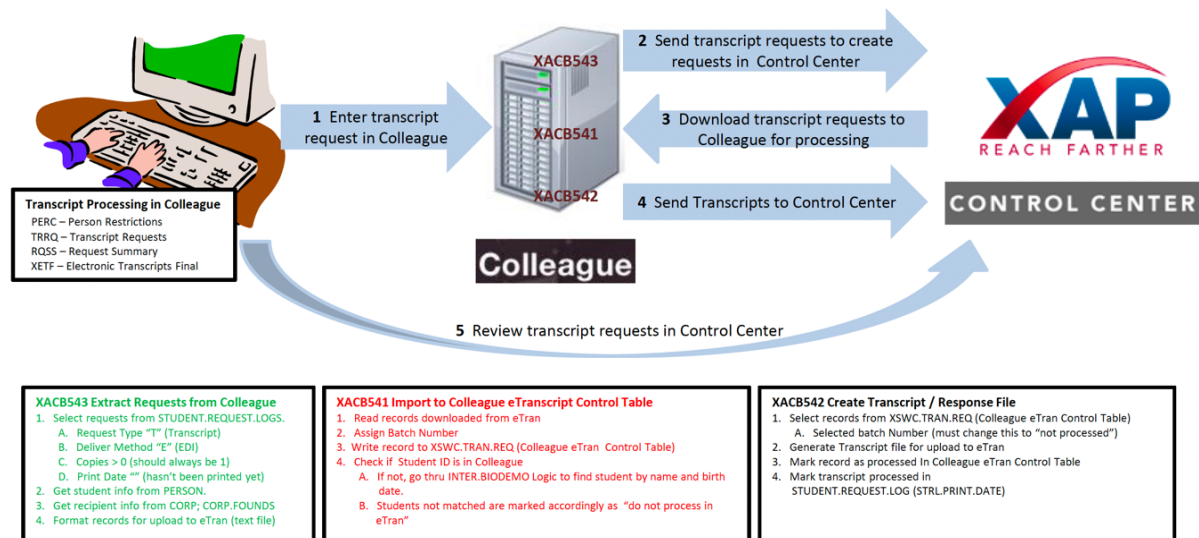 XACB543
2 Send transcript requests to create
requests in Control Center
1 Enter transcript
request in Colleague
XACB541
3 Download transcript requests to
Colleague for processing
XAP
REACH FARTHER
XACB542
4 Send Transcripts to Control Center
CONTROL CENTER
Transcript Processing in Colleague
PERC – Person Restrictions
TRRQ – Transcript Requests
RQSS – Request Summary
XETF – Electronic Transcripts Final
Colleague
5 Review transcript requests in Control Center
XACB543 Extract Requests from Colleague
1. Select requests from STUDENT.REQUEST.LOGS.
A. Request Type “T” (Transcript)
B. Deliver Method “E” (EDI)
C. Copies > 0 (should always be 1)
D. Print Date “” (hasn’t been printed yet)
2. Get student info from PERSON.
3. Get recipient info from CORP; CORP.FOUNDS
4. Format records for upload to eTran (text file)
XACB541 Import to Colleague eTranscript Control Table
1. Read records downloaded from eTran
2. Assign Batch Number
3. Write record to XSWC.TRAN.REQ (Colleague eTran Control Table)
4. Check if Student ID is in Colleague
A. If not, go thru INTER.BIODEMO Logic to find student by name and birth
date.
B. Students not matched are marked accordingly as “do not process in
eTran”
XACB542 Create Transcript / Response File
1. Select records from XSWC.TRAN.REQ (Colleague eTran Control Table)
A. Selected batch Number (must change this to “not processed”)
2. Generate Transcript file for upload to eTran
3. Mark record as processed In Colleague eTran Control Table
4. Mark transcript processed in
STUDENT.REQUEST.LOG (STRL.PRINT.DATE)